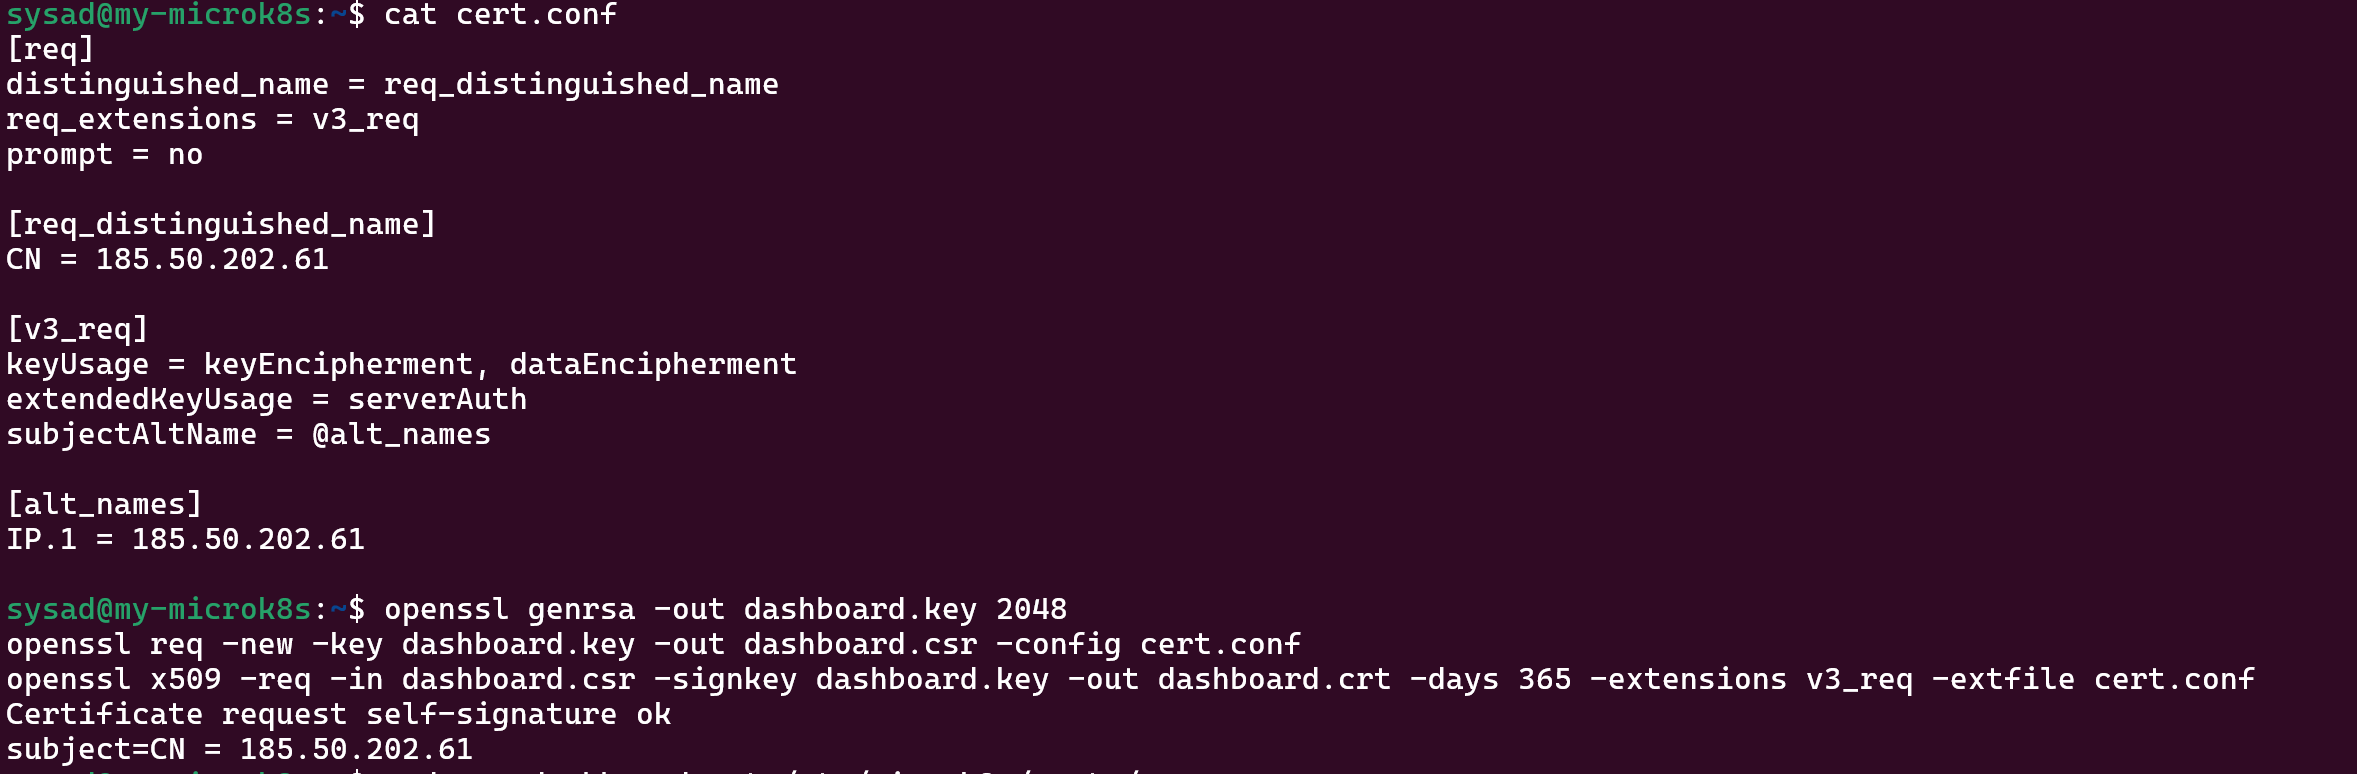 sysad@my-microk8s:~$ cat cert.conf
[req]
distinguished_name = req_distinguished_name
req_extensions = v3_req
prompt = no
[req_distinguished_name]
CN = 185.50.202.61
[v3_req]
keyUsage = keyEncipherment, dataEncipherment
extendedKeyUsage = serverAuth
subjectAltName = @alt_names
[alt_names]
IP.1 = 185.50.202.61
sysad@my-microk8s:~$ openssl genrsa -out dashboard.key 2048
openssl req -new -key dashboard.key -out dashboard.csr -config cert.conf
openssl x509 -req -in dashboard.csr -signkey dashboard.key -out dashboard.crt -days 365 -extensions v3_req -extfile cert.conf
Certificate request self-signature ok
subject=CN = 185.50.202.61